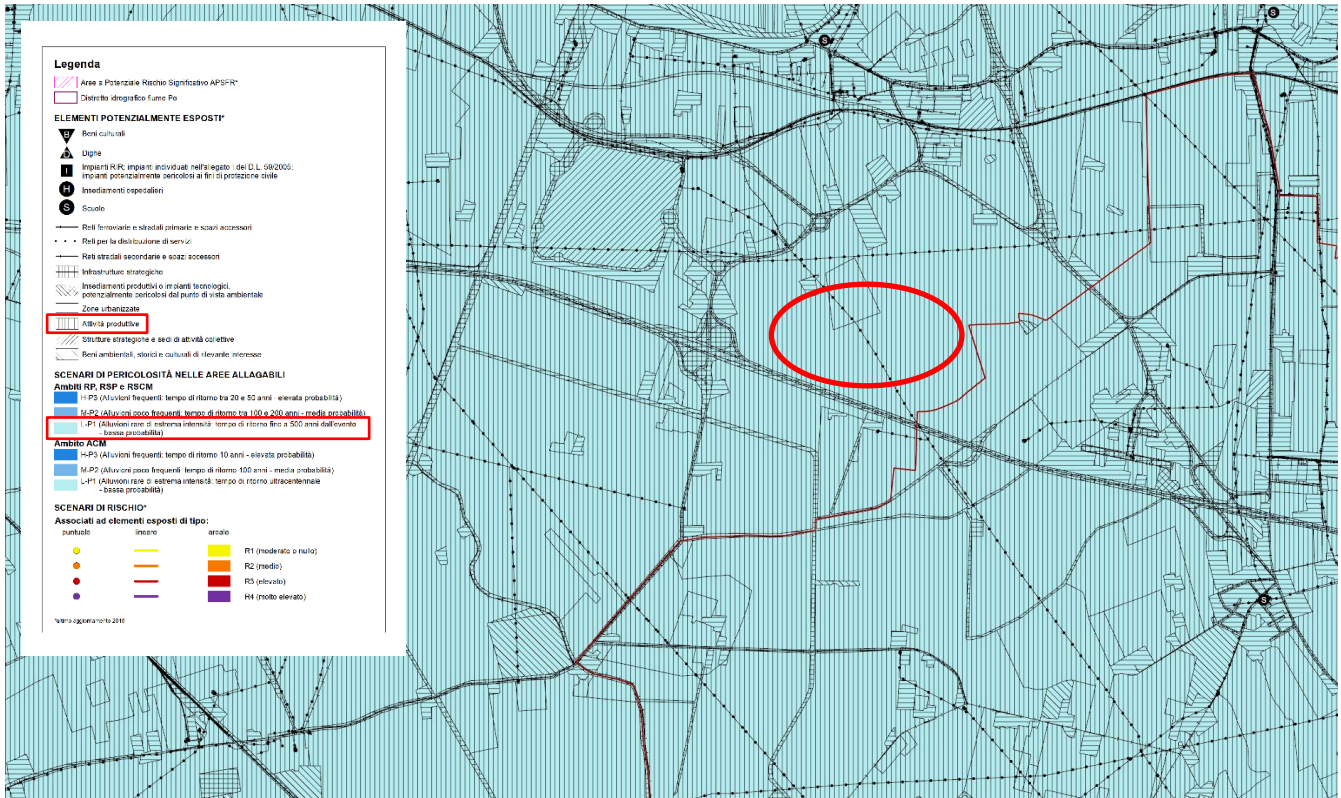 Legenda
Aree a Potenziale Rischio Significativo APSFR*
Distretto idrografico fiume Po
ELEMENTI POTENZIALMENTE ESPOSTI*
B Beni culturali
D Dighe
I Impianti RIR; impianti individuati nell'allegato I del D.L. 59/2005;
impianti potenzialmente pericolosi ai fini di protezione civile
H Insediamenti ospedalieri
S Scuole
Reti ferroviarie e stradali primarie e spazi accessori
Reti per la distribuzione di servizi
Reti stradali secondarie e spazi accessori
Infrastrutture strategiche
Insediamenti produttivi o impianti tecnologici,
potenzialmente pericolosi dal punto di vista ambientale
Zone urbanizzate
Attività produttive
Strutture strategiche e sedi di attività collettive
Beni ambientali, storici e culturali di rilevante interesse
SCENARI DI PERICOLOSITÀ NELLE AREE ALLAGABILI
Ambiti RP, RSP e RSCM
H-P3 (Alluvioni frequenti: tempo di ritorno tra 20 e 50 anni - elevata probabilità)
M-P2 (Alluvioni poco frequenti: tempo di ritorno tra 100 e 200 anni - media probabilità)
L-P1 (Alluvioni rare di estrema intensità: tempo di ritorno fino a 500 anni dall'evento
- bassa probabilità)
Ambito ACM
H-P3 (Alluvioni frequenti: tempo di ritorno 10 anni - elevata probabilità)
M-P2 (Alluvioni poco frequenti: tempo di ritorno 100 anni - media probabilità)
L-P1 (Alluvioni rare di estrema intensità: tempo di ritorno ultracentennale
- bassa probabilità)
SCENARI DI RISCHIO*
Associati ad elementi esposti di tipo:
puntuale lineare areale
R1 (moderato o nullo)
R2 (medio)
R3 (elevato)
R4 (molto elevato)
*ultimo aggiornamento 2018
S
S
S